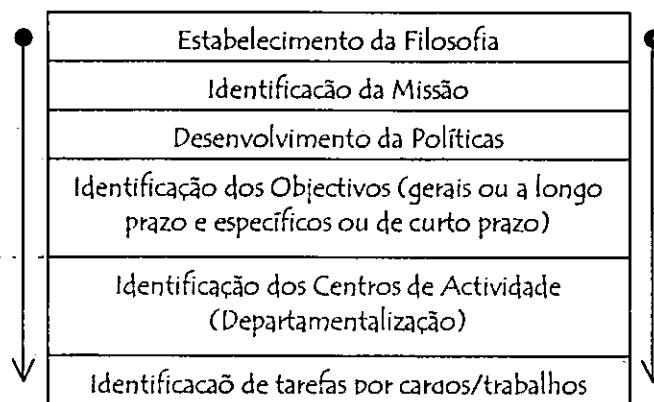 Estabelecimento da Filosofia
Identificação da Missão
Desenvolvimento da Políticas
Identificação dos Objectivos (gerais ou a longo
prazo e específicos ou de curto prazo)
Identificação dos Centros de Actividade
(Departamentalização)
Identificacaõ de tarefas por cargos/trabalhos